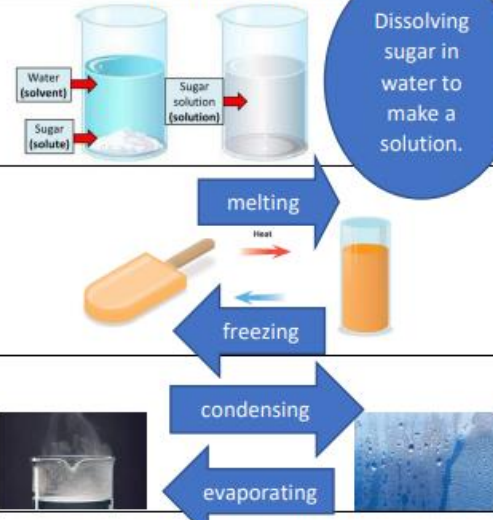 Water
(solvent)
Sugar
(solute)
Sugar
solution
(solution)
Dissolving
sugar in
water to
make a
solution.
melting
Heat
freezing
condensing
evaporating